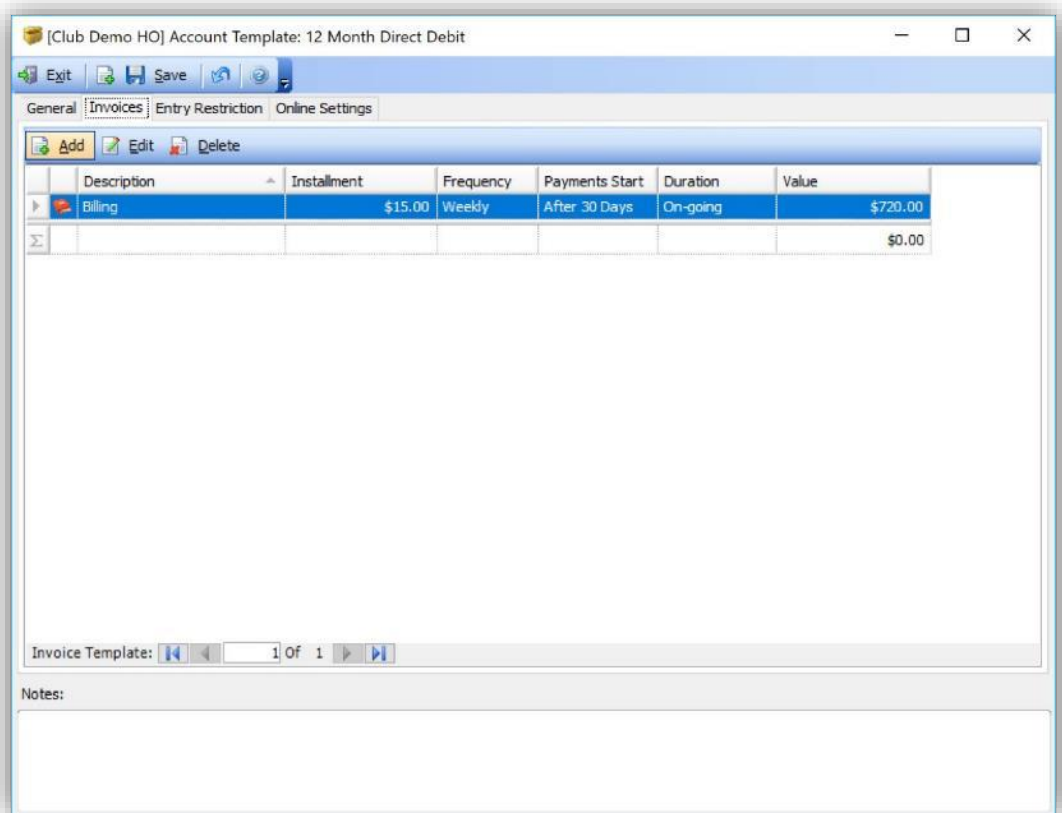 [Club Demo HO] Account Template: 12 Month Direct Debit
Exit Save
General Invoices Entry Restriction Online Settings
Add Edit Delete
Description Installment Frequency Payments Start Duration Value
Billing $15.00 Weekly After 30 Days On-going $720.00
Σ $0.00
Invoice Template: 1 Of 1
Notes: